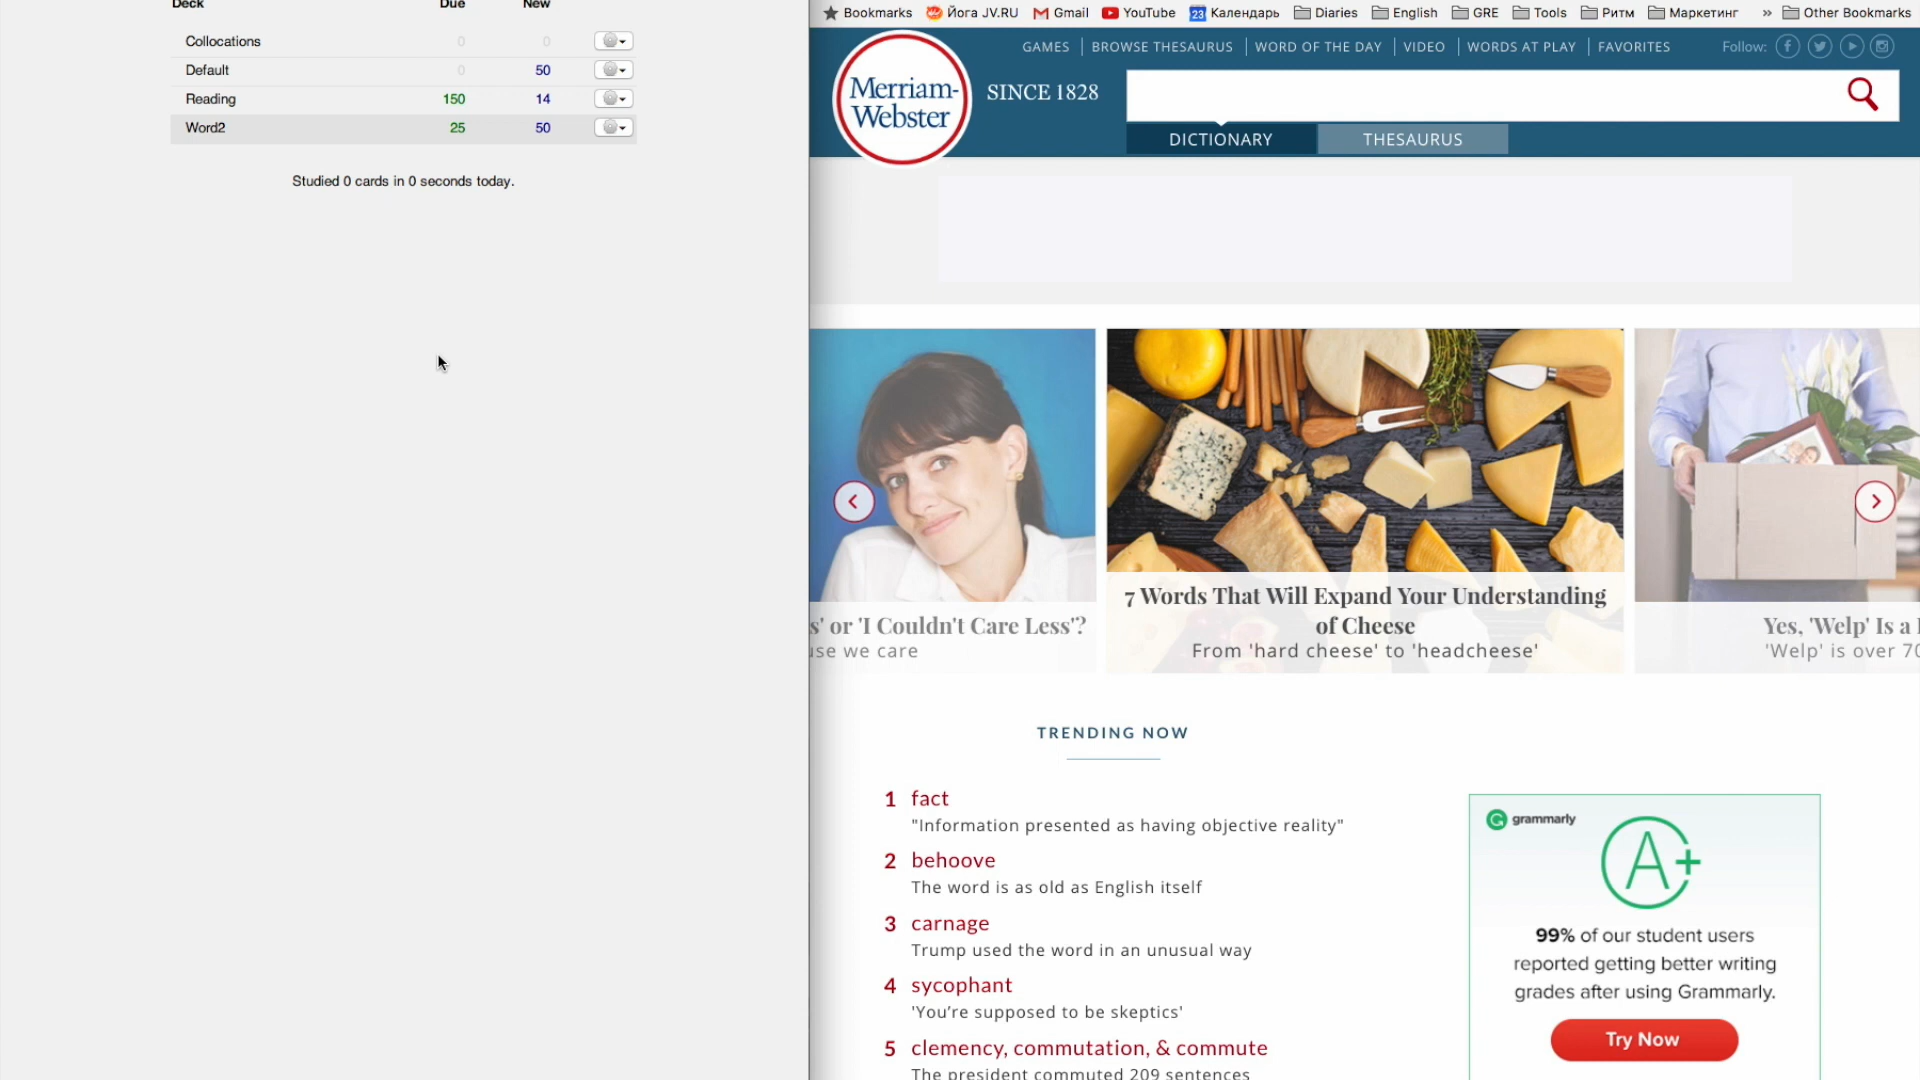 Deck Due New
Collocations 0 0
Default 0 50
Reading 150 14
Word2 25 50
Studied 0 cards in 0 seconds today.
Bookmarks Йога JV.RU Gmail YouTube 23 Календарь Diaries English GRE Tools Ритм Маркетинг » Other Bookmarks
GAMES BROWSE THESAURUS WORD OF THE DAY VIDEO WORDS AT PLAY FAVORITES Follow:
Merriam-
Webster
SINCE 1828
DICTIONARY THESAURUS
s' or 'I Couldn't Care Less'?
use we care
7 Words That Will Expand Your Understanding
of Cheese
From 'hard cheese' to 'headcheese'
Yes, 'Welp' Is a
'Welp' is over 70
TRENDING NOW
1 fact
"Information presented as having objective reality"
2 behoove
The word is as old as English itself
3 carnage
Trump used the word in an unusual way
4 sycophant
'You’re supposed to be skeptics'
5 clemency, commutation, & commute
The president commuted 209 sentences
grammarly
A+
99% of our student users
reported getting better writing
grades after using Grammarly.
Try Now